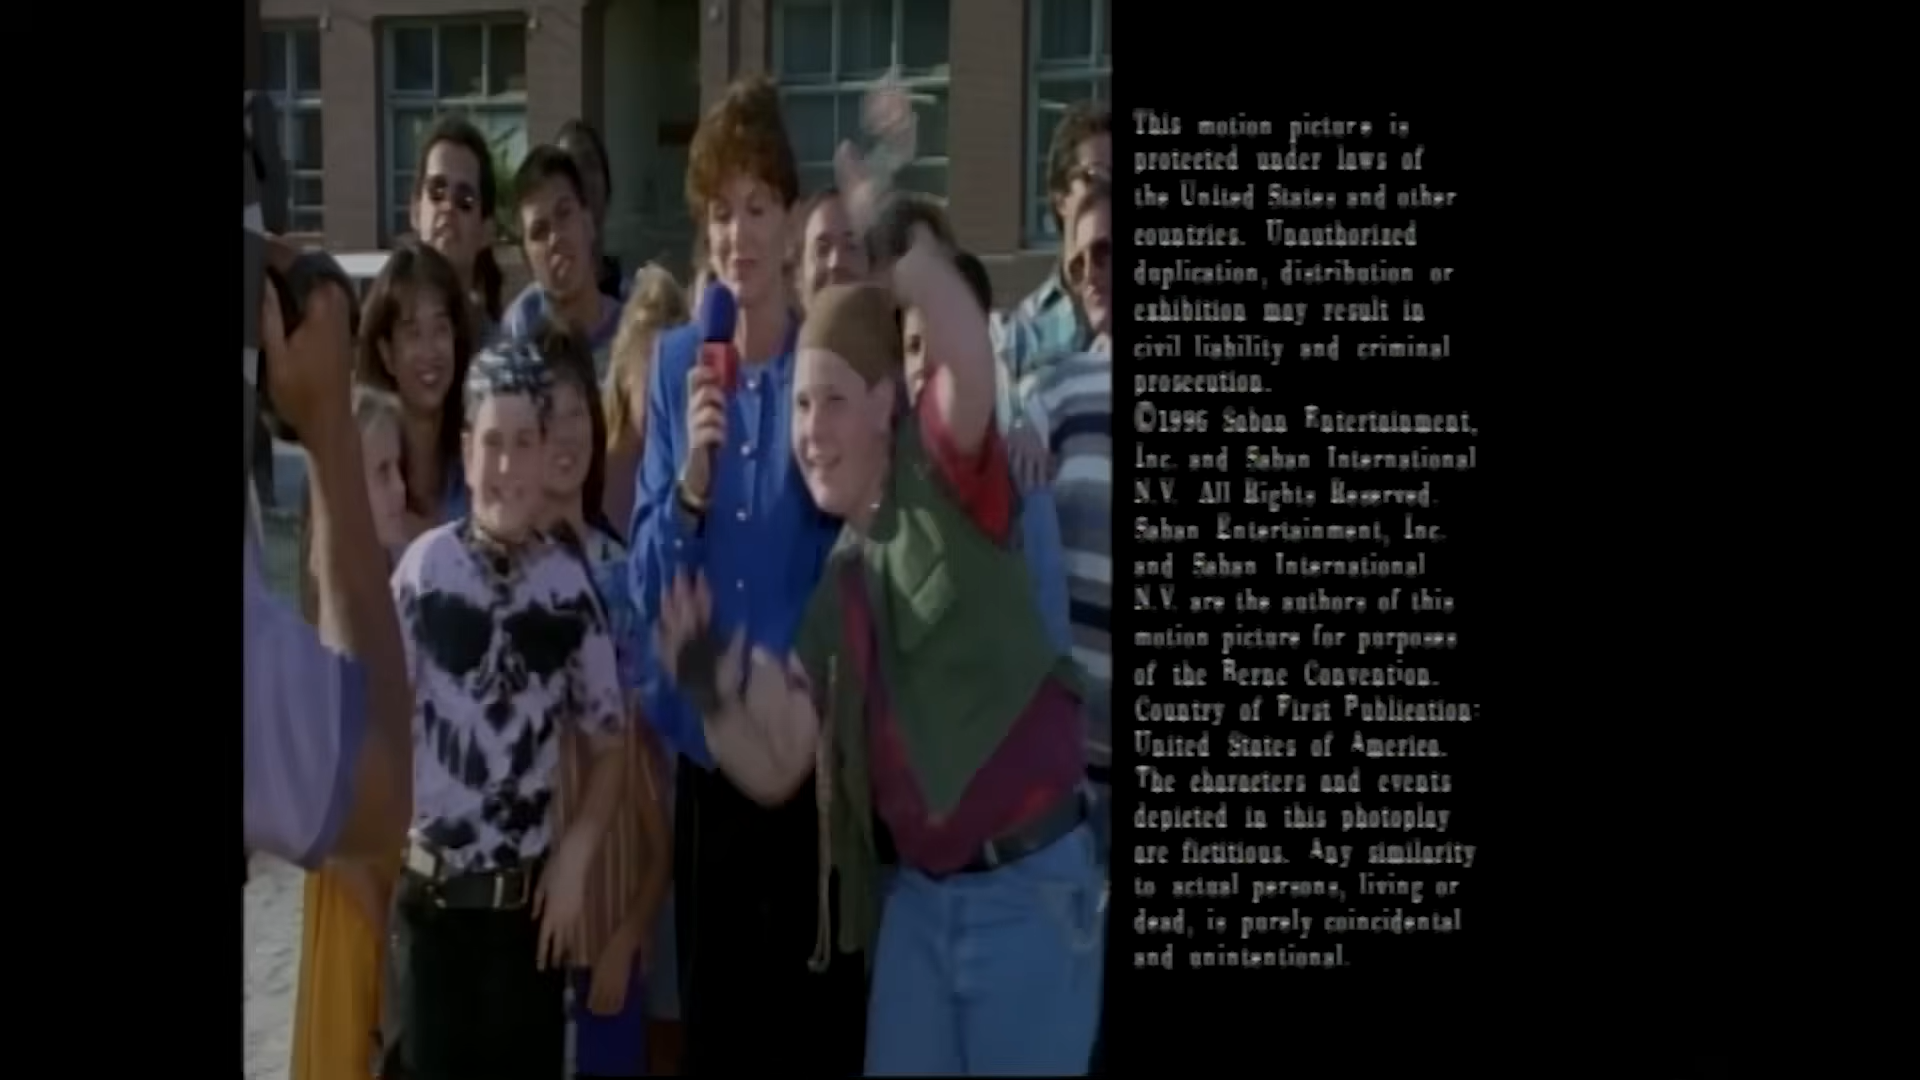 This motion picture is
protected under laws of
the United States and other
countries. Unauthorized
duplication, distribution or
exhibition may result in
civil liability and criminal
prosecution.
©1996 Saban Entertainment,
Inc. and Saban International
N.V. All Rights Reserved.
Saban Entertainment, Inc.
and Saban International
N.V. are the authors of this
motion picture for purposes
of the Berne Convention.
Country of First Publication:
United States of America.
The characters and events
depicted in this photoplay
are fictitious. Any similarity
to actual persons, living or
dead, is purely coincidental
and unintentional.